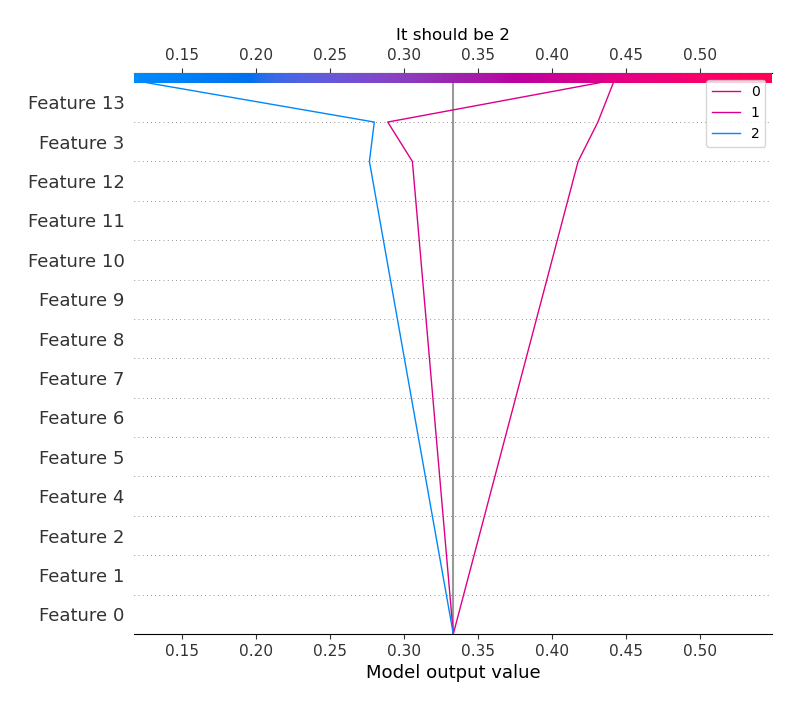 It should be 2
0.15 0.20 0.25 0.30 0.35 0.40 0.45 0.50
0
1
2
Feature 13
Feature 3
Feature 12
Feature 11
Feature 10
Feature 9
Feature 8
Feature 7
Feature 6
Feature 5
Feature 4
Feature 2
Feature 1
Feature 0
0.15 0.20 0.25 0.30 0.35 0.40 0.45 0.50
Model output value